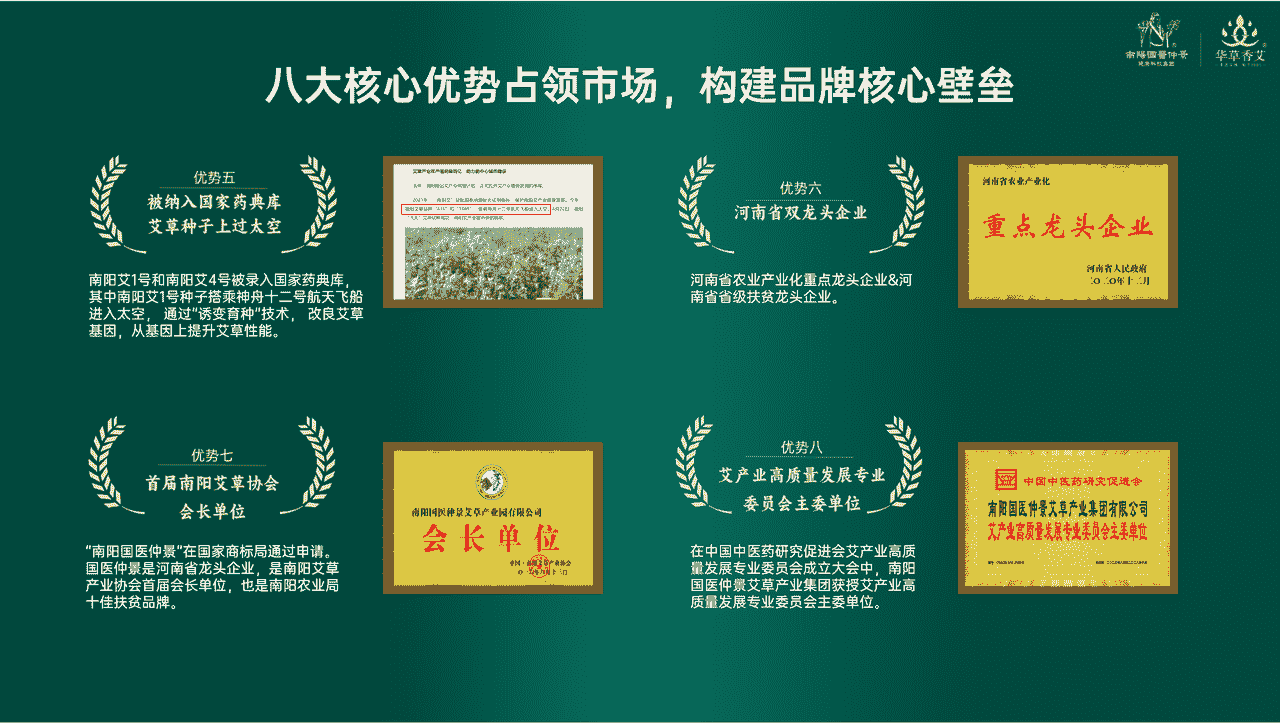 南陽国醫仲景
华草香艾
八大核心优势占领市场，构建品牌核心壁垒
优势五
被纳入国家药典库
艾草种子上过太空
南阳艾1号和南阳艾4号被录入国家药典库，
其中南阳艾1号种子搭乘神舟十二号航天飞船
进入太空， 通过“诱变育种”技术， 改良艾草
基因，从基因上提升艾草性能。
优势六
河南省双龙头企业
河南省农业产业化重点龙头企业&河
南省省级扶贫龙头企业。
河南省农业产业化
重点龙头企业
河南省人民政府
二〇二〇年十二月
优势七
首届南阳艾草协会
会长单位
“南阳国医仲景”在国家商标局通过申请。
国医仲景是河南省龙头企业，是南阳艾草
产业协会首届会长单位，也是南阳农业局
十佳扶贫品牌。
南阳国医仲景艾草产业园有限公司
会长单位
优势八
艾产业高质量发展专业
委员会主委单位
在中国中医药研究促进会艾产业高质
量发展专业委员会成立大会中，南阳
国医仲景艾草产业集团获授艾产业高
质量发展专业委员会主委单位。
中国中医药研究促进会
南阳国医仲景艾草产业集团有限公司
艾产业高质量发展专业委员会主委单位